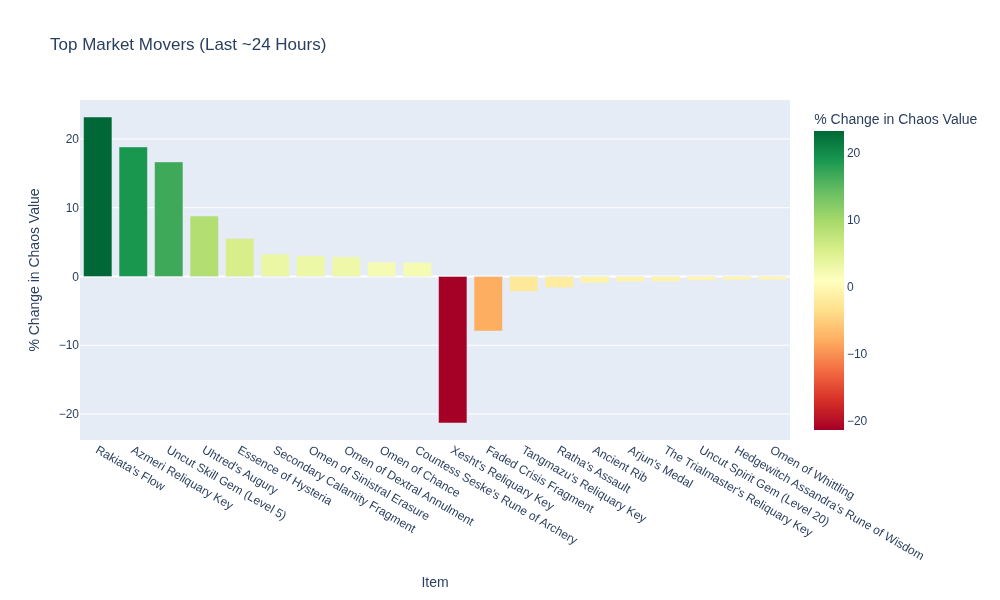 Top Market Movers (Last ~24 Hours)
% Change in Chaos Value
20
10
0
−10
−20
% Change in Chaos Value
20
10
0
−10
−20
Rakiata's Flow
Azmeri Reliquary Key
Uncut Skill Gem (Level 5)
Uhtred's Augury
Essence of Hysteria
Secondary Calamity Fragment
Omen of Sinistral Erasure
Omen of Dextral Annulment
Omen of Chance
Countess Seske's Rune of Archery
Xesht's Reliquary Key
Faded Crisis Fragment
Tangmazu's Reliquary Key
Ratha's Assault
Ancient Rib
Arjun's Medal
The Trialmaster's Reliquary Key
Uncut Spirit Gem (Level 20)
Hedgewitch Assandra's Rune of Wisdom
Omen of Whittling
Item